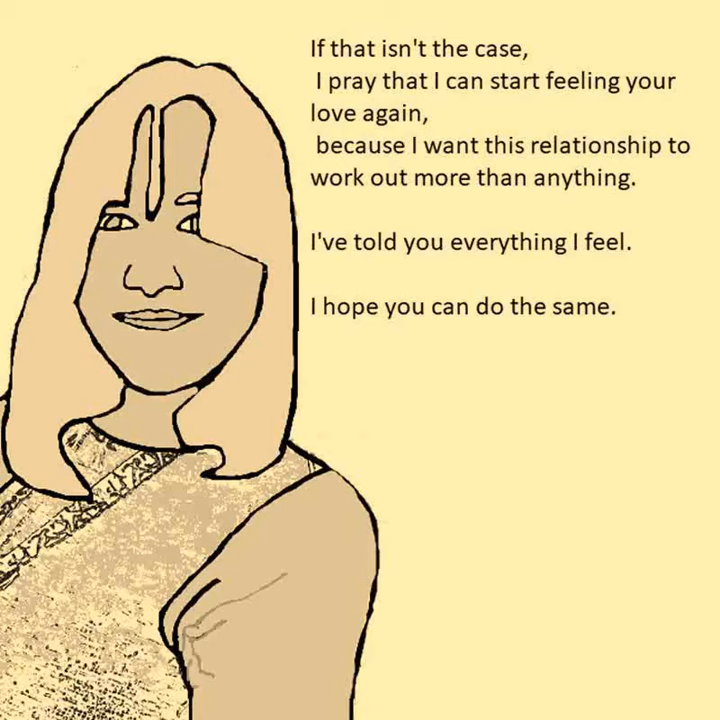 If that isn't the case,
I pray that I can start feeling your
love again,
because I want this relationship to
work out more than anything.
I've told you everything I feel.
I hope you can do the same.